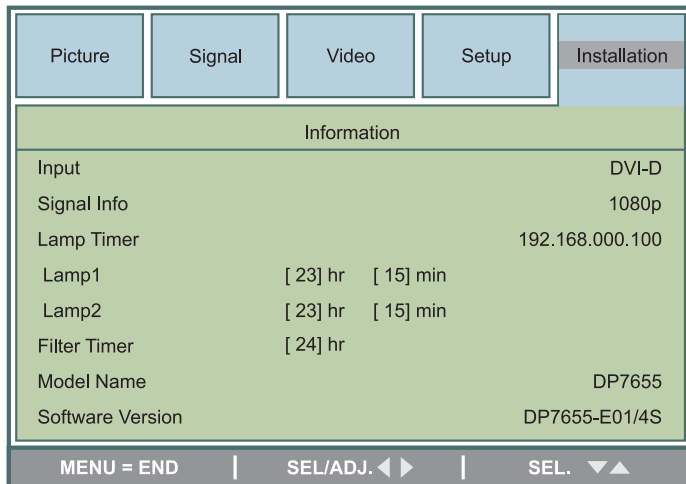 Picture Signal Video Setup Installation
Information
Input DVI-D
Signal Info 1080p
Lamp Timer 192.168.000.100
Lamp1 [ 23] hr [ 15] min
Lamp2 [ 23] hr [ 15] min
Filter Timer [ 24] hr
Model Name DP7655
Software Version DP7655-E01/4S
MENU = END | SEL/ADJ. ◀ ▶ | SEL. ▼▲